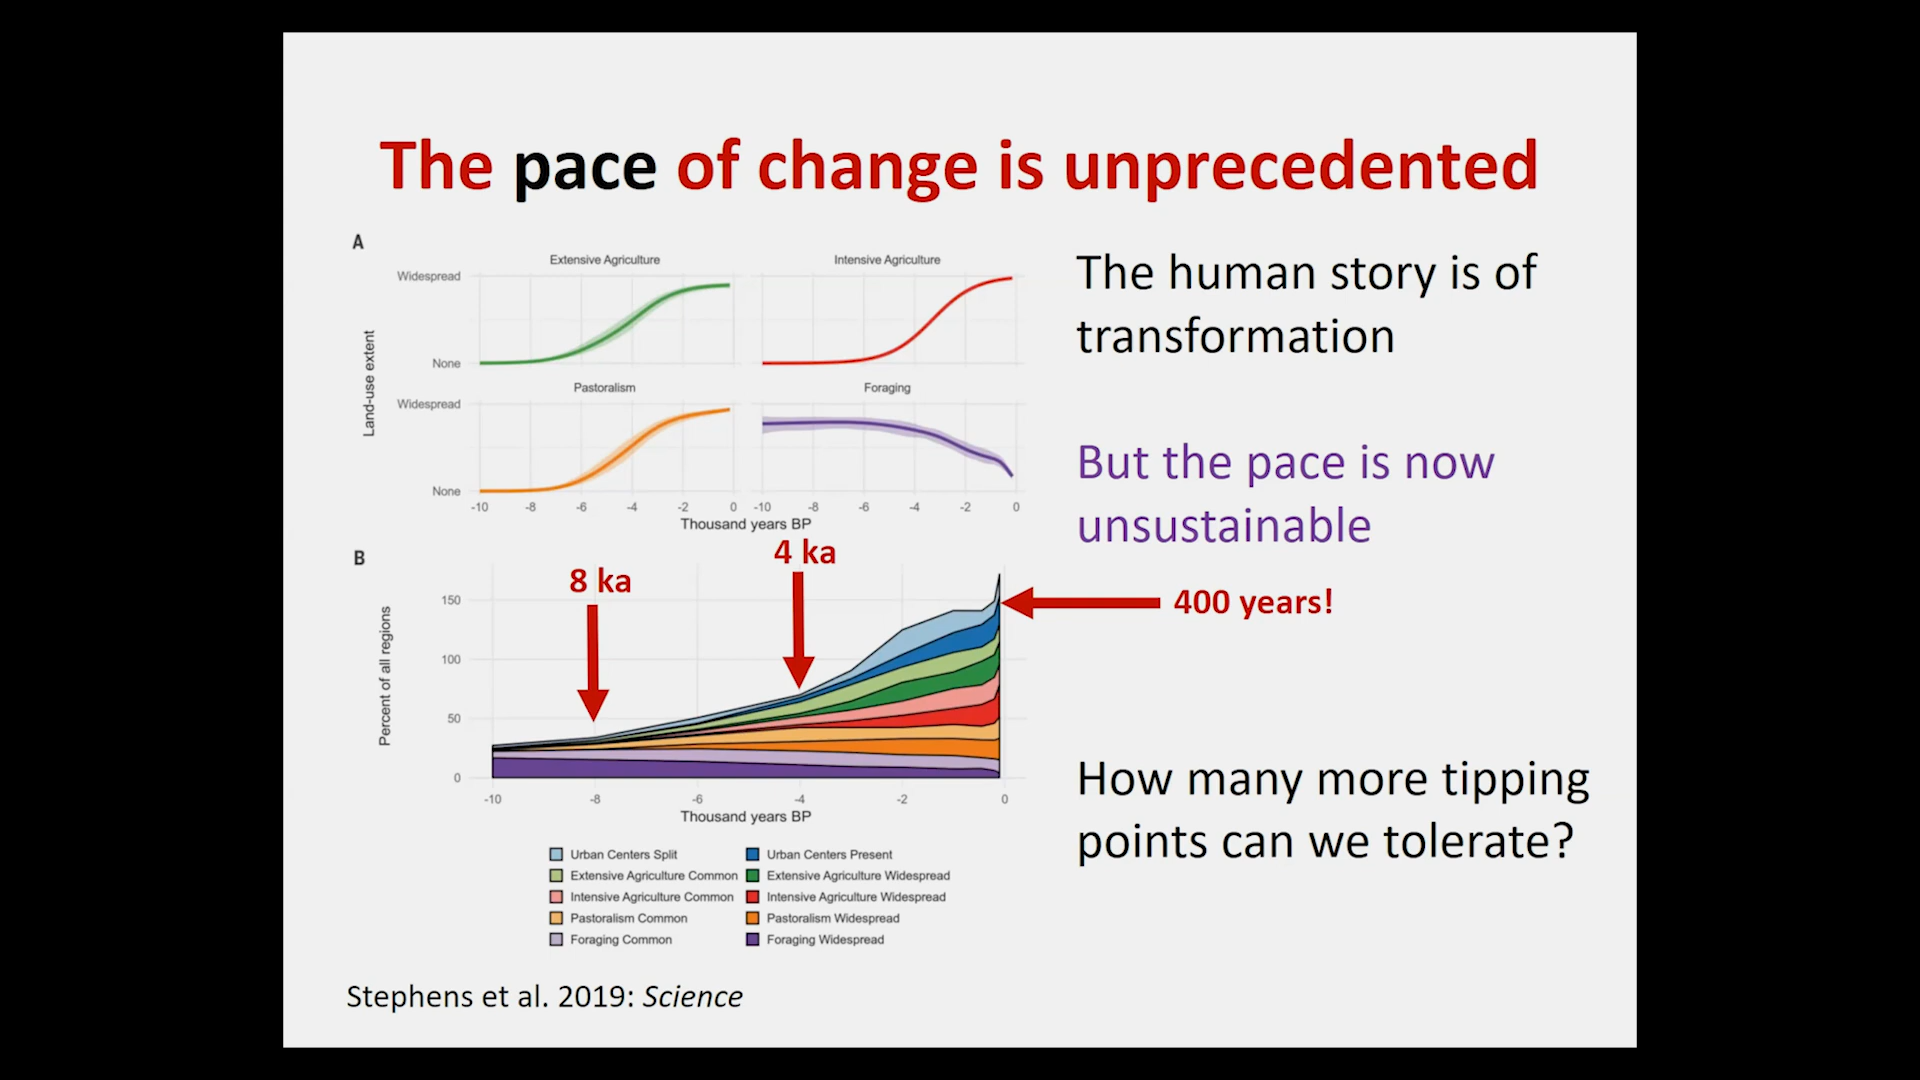 The pace of change is unprecedented
A
Extensive Agriculture
Intensive Agriculture
Widespread
None
Pastoralism
Foraging
Widespread
None
Land-use extent
-10 -8 -6 -4 -2 0 -10 -8 -6 -4 -2 0
Thousand years BP
The human story is of
transformation
But the pace is now
unsustainable
B
8 ka
4 ka
400 years!
150
100
50
0
Percent of all regions
-10 -8 -6 -4 -2 0
Thousand years BP
How many more tipping
points can we tolerate?
Urban Centers Split
Urban Centers Present
Extensive Agriculture Common
Extensive Agriculture Widespread
Intensive Agriculture Common
Intensive Agriculture Widespread
Pastoralism Common
Pastoralism Widespread
Foraging Common
Foraging Widespread
Stephens et al. 2019: Science